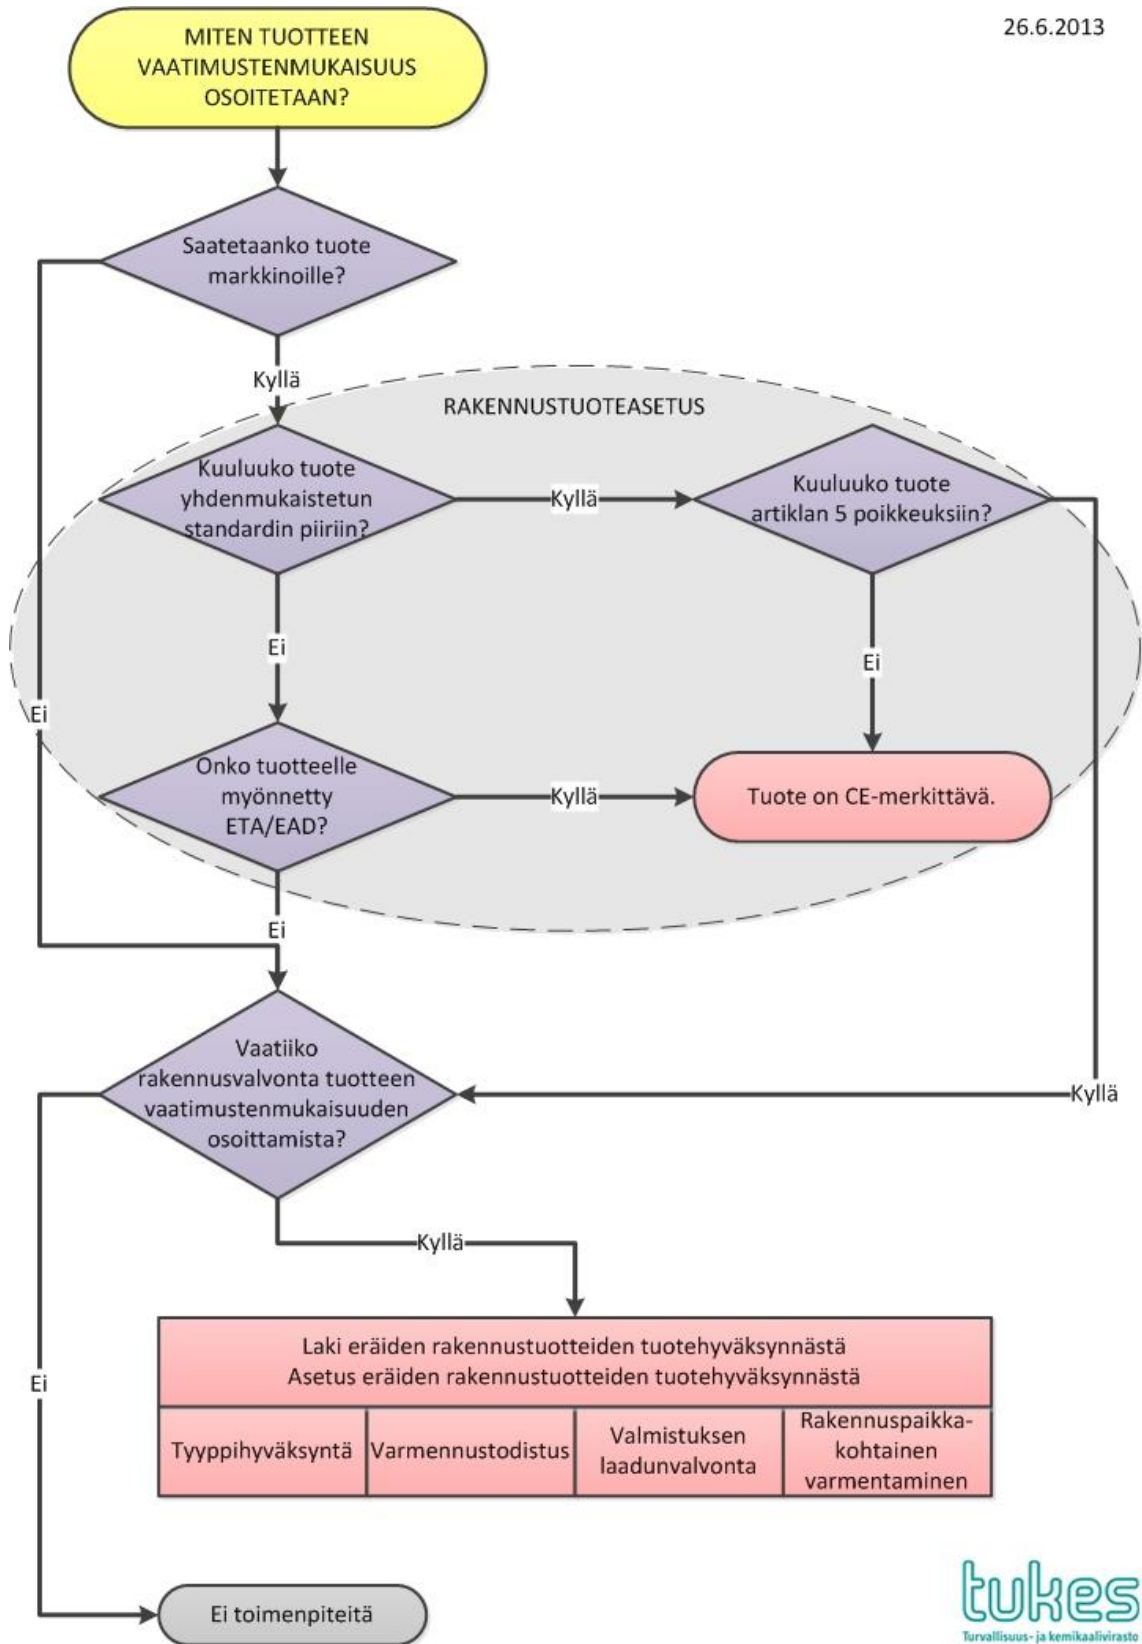 26.6.2013
MITEN TUOTTEEN
VAATIMUSTENMUKAISUUS
OSOITETAAN?
Saatetaanko tuote
markkinoille?
Kyllä
RAKENNUSTUOTEASETUS
Kuuluuko tuote
yhdenmukaistetun
standardin piiriin?
Kyllä
Kuuluuko tuote
artiklan 5 poikkeuksiin?
Ei
Ei
Ei
Onko tuotteelle
myönnetty
ETA/EAD?
Kyllä
Tuote on CE-merkittävä.
Ei
Vaatiiko
rakennusvalvonta tuotteen
vaatimustenmukaisuuden
osoittamista?
Kyllä
Kyllä
Ei
Laki eräiden rakennustuotteiden tuotehyväksynnästä
Asetus eräiden rakennustuotteiden tuotehyväksynnästä
Tyyppihyväksyntä
Varmennustodistus
Valmistuksen
laadunvalvonta
Rakennuspaikka-
kohtainen
varmentaminen
Ei toimenpiteitä
tukes
Turvallisuus- ja kemikaalivirasto